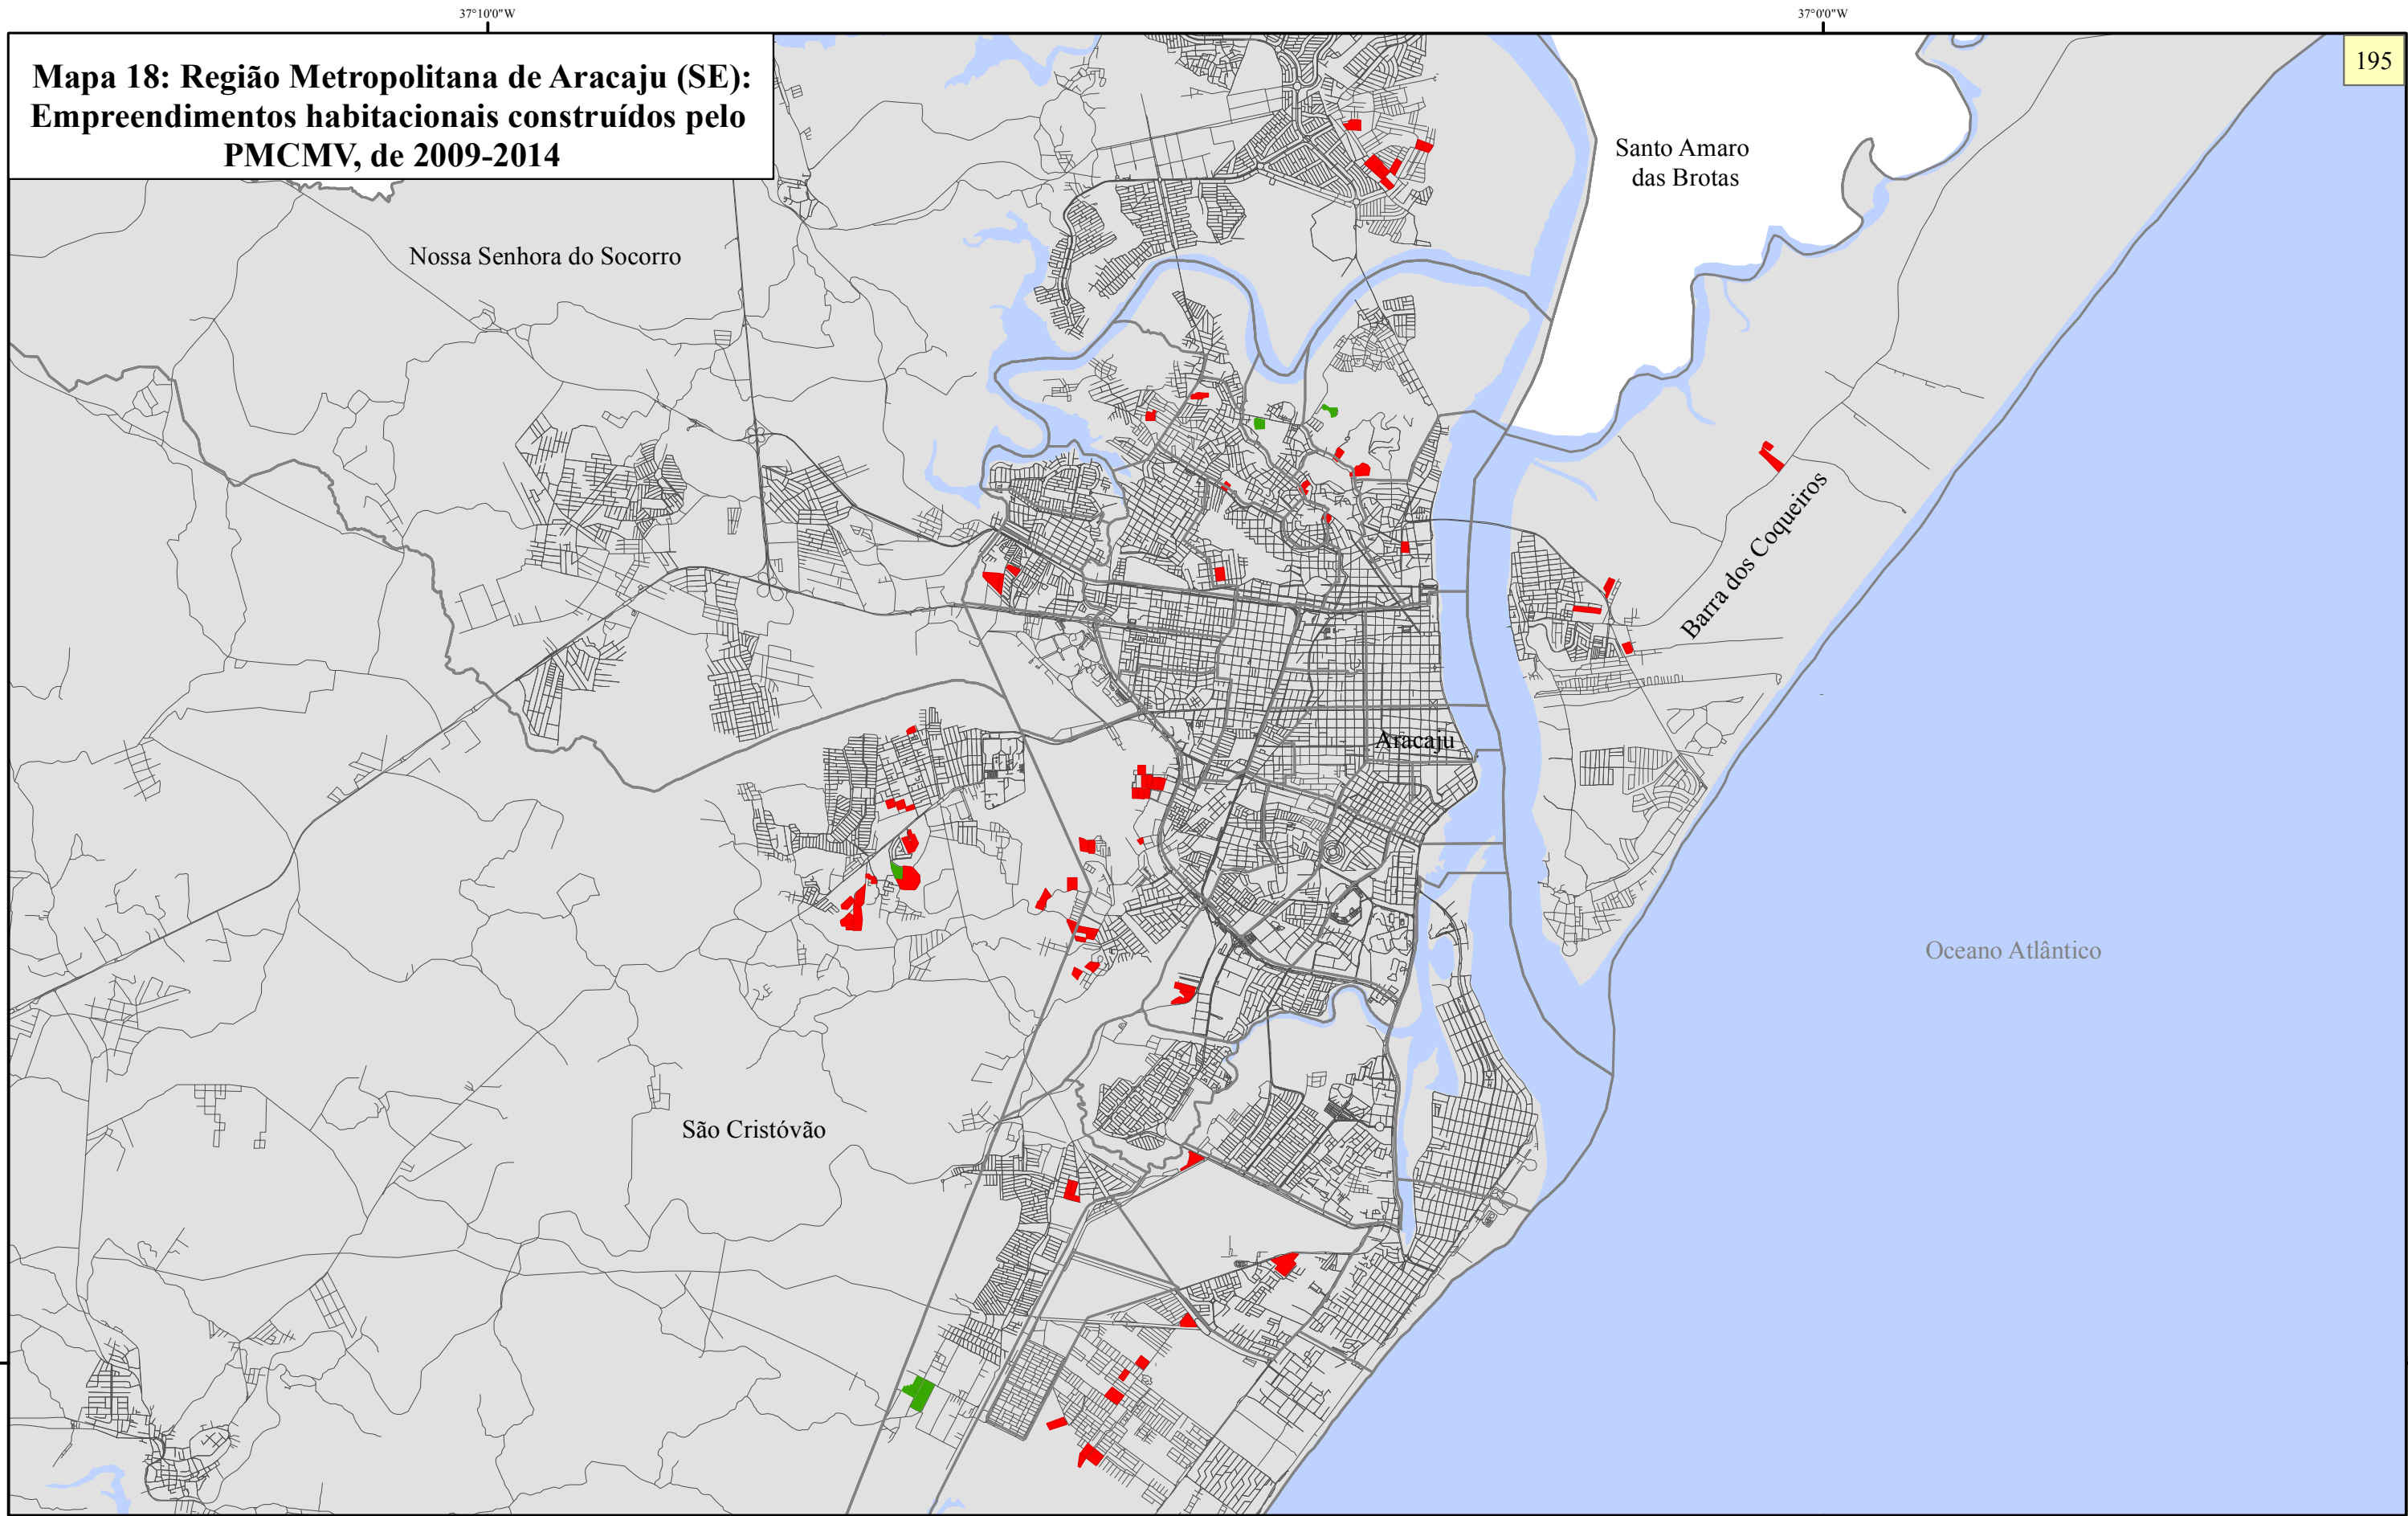 37°10'0"W
37°0'0"W
Mapa 18: Região Metropolitana de Aracaju (SE):
Empreendimentos habitacionais construídos pelo
PMCMV, de 2009-2014
195
Santo Amaro
das Brotas
Nossa Senhora do Socorro
Barra dos Coqueiros
Aracaju
Oceano Atlântico
São Cristóvão